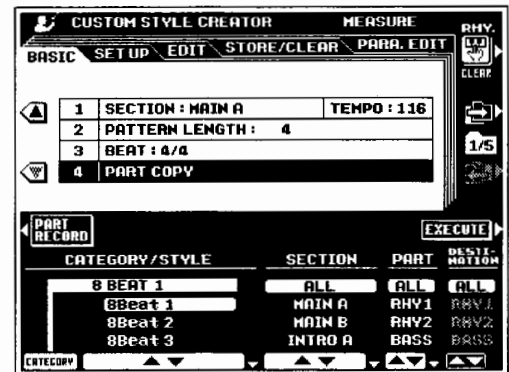 CUSTOM STYLE CREATOR MEASURE
RHY.
BASIC SETUP EDIT STORE/CLEAR PARA. EDIT
CLEAR
1 SECTION : MAIN A TEMPO : 116
2 PATTERN LENGTH : 4
3 BEAT : 4/4
4 PART COPY
1/5
PART RECORD
EXECUTE
CATEGORY/STYLE SECTION PART DESTI-NATION
8 BEAT 1 ALL ALL ALL
8Beat 1 MAIN A RHY1 RHY1
8Beat 2 MAIN B RHY2 RHY2
8Beat 3 INTRO A BASS BASS
CATEGORY